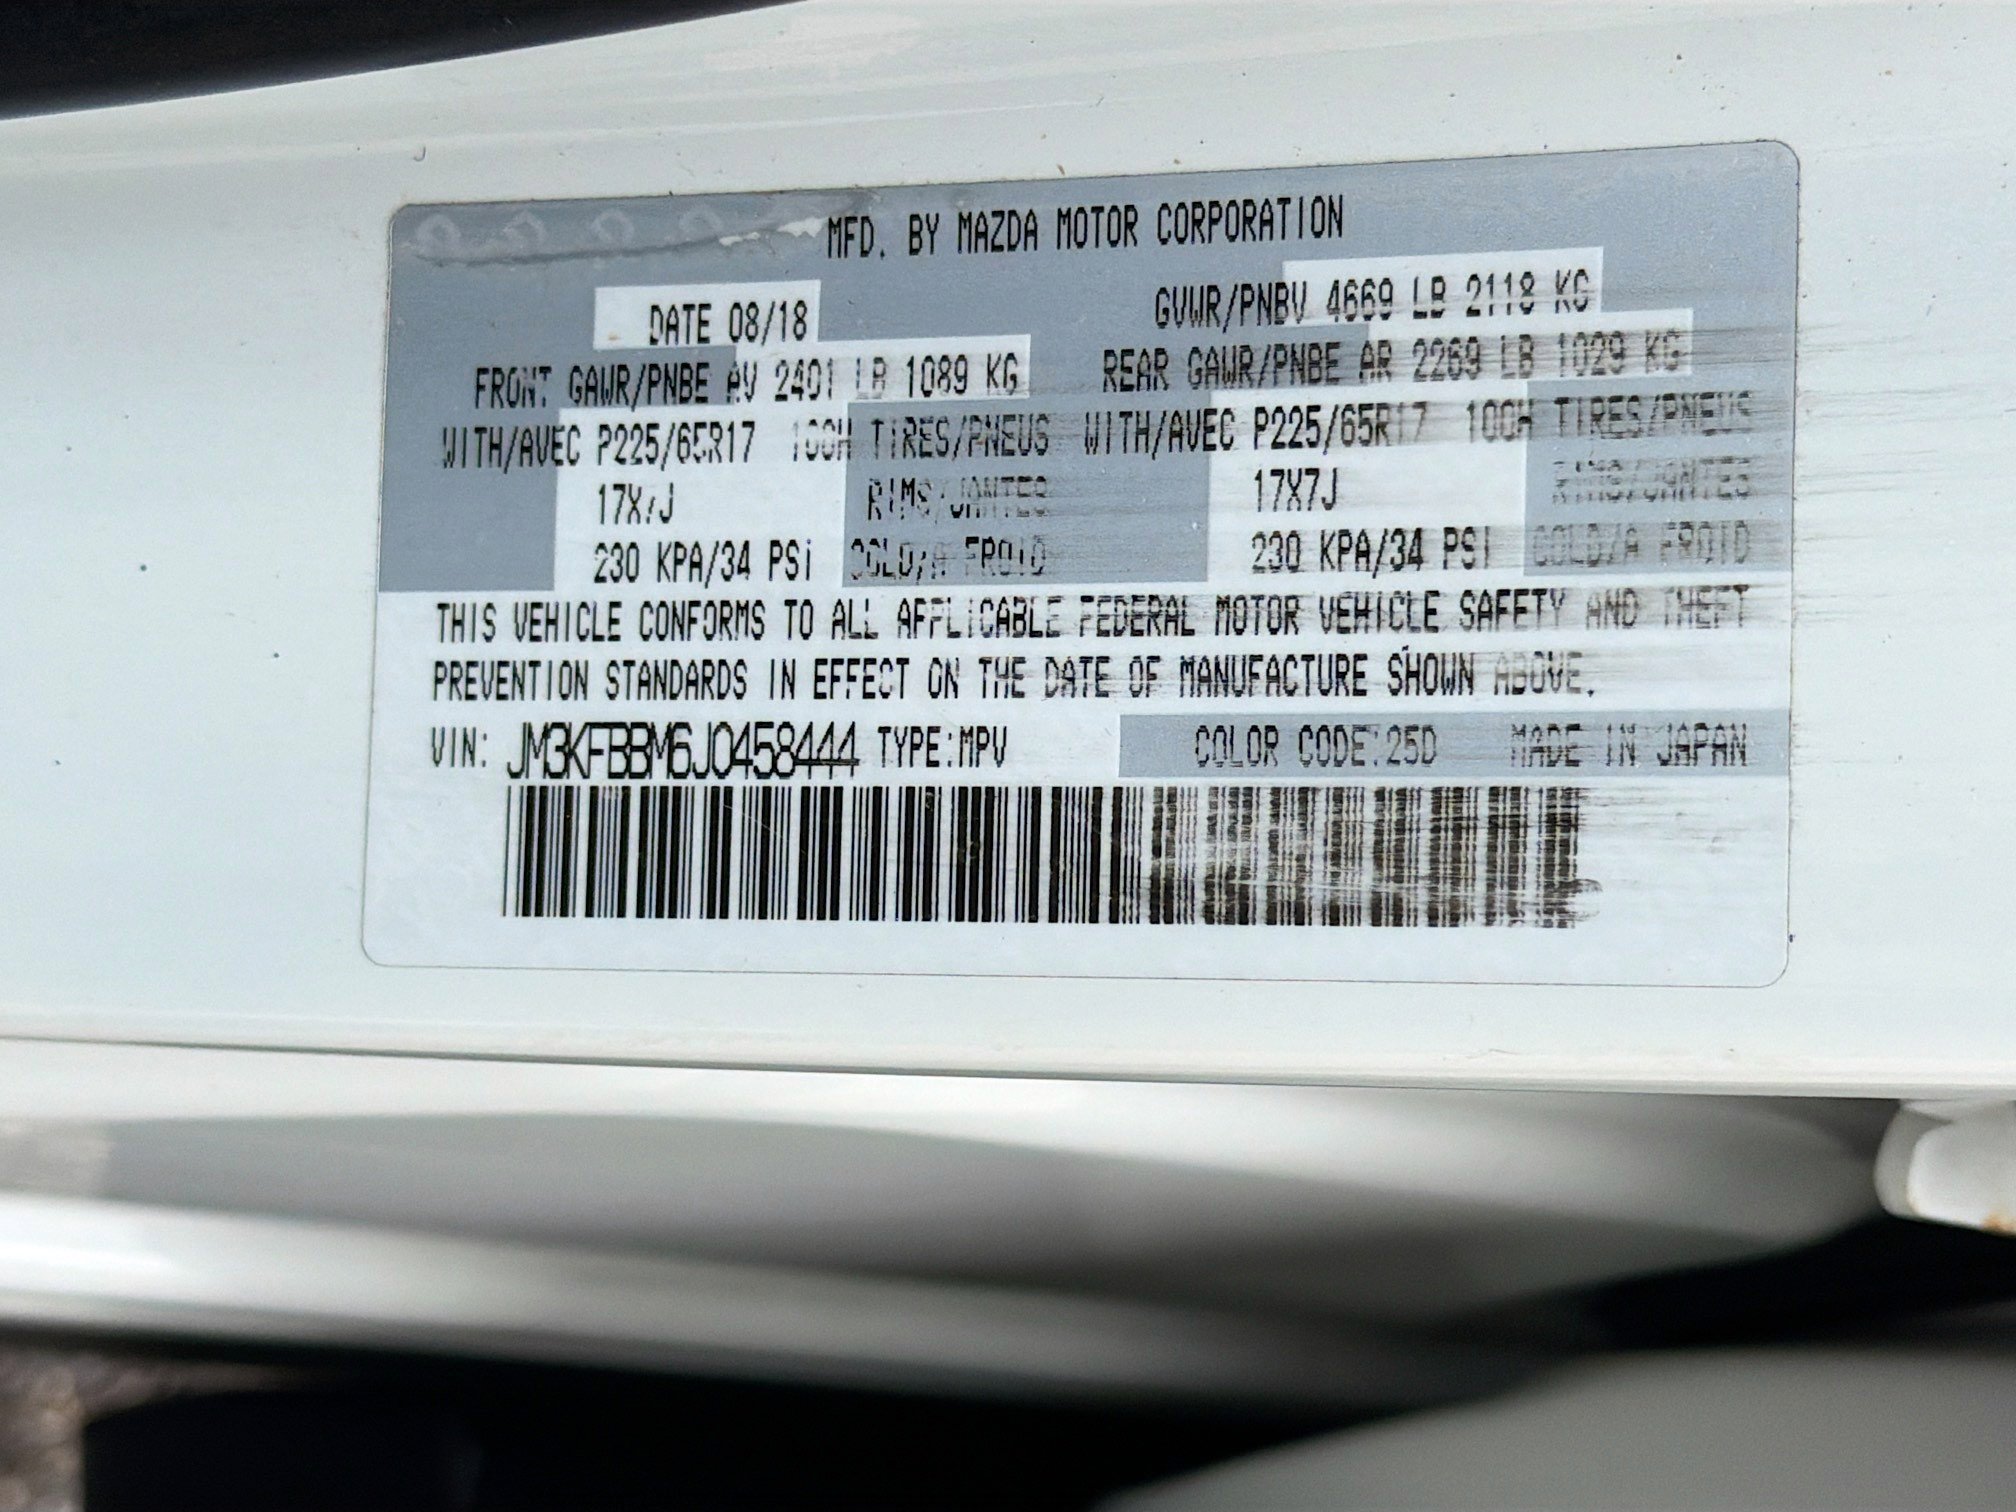 MFD. BY MAZDA MOTOR CORPORATION
DATE 08/18 GVWR/PNBV 4669 LB 2118 KG
FRONT GAWR/PNBE AV 2401 LB 1089 KG REAR GAWR/PNBE AR 2269 LB 1029 KG
WITH/AVEC P225/65R17 100H TIRES/PNEUS WITH/AVEC P225/65R17 100H TIRES/PNEUS
17X7J RIMS/JANTES 17X7J RIMS/JANTES
230 KPA/34 PSI COLD/A FROID 230 KPA/34 PSI COLD/A FROID
THIS VEHICLE CONFORMS TO ALL APPLICABLE FEDERAL MOTOR VEHICLE SAFETY AND THEFT
PREVENTION STANDARDS IN EFFECT ON THE DATE OF MANUFACTURE SHOWN ABOVE.
VIN: JM3KFBBM6J0458444 TYPE:MPV COLOR CODE:25D MADE IN JAPAN